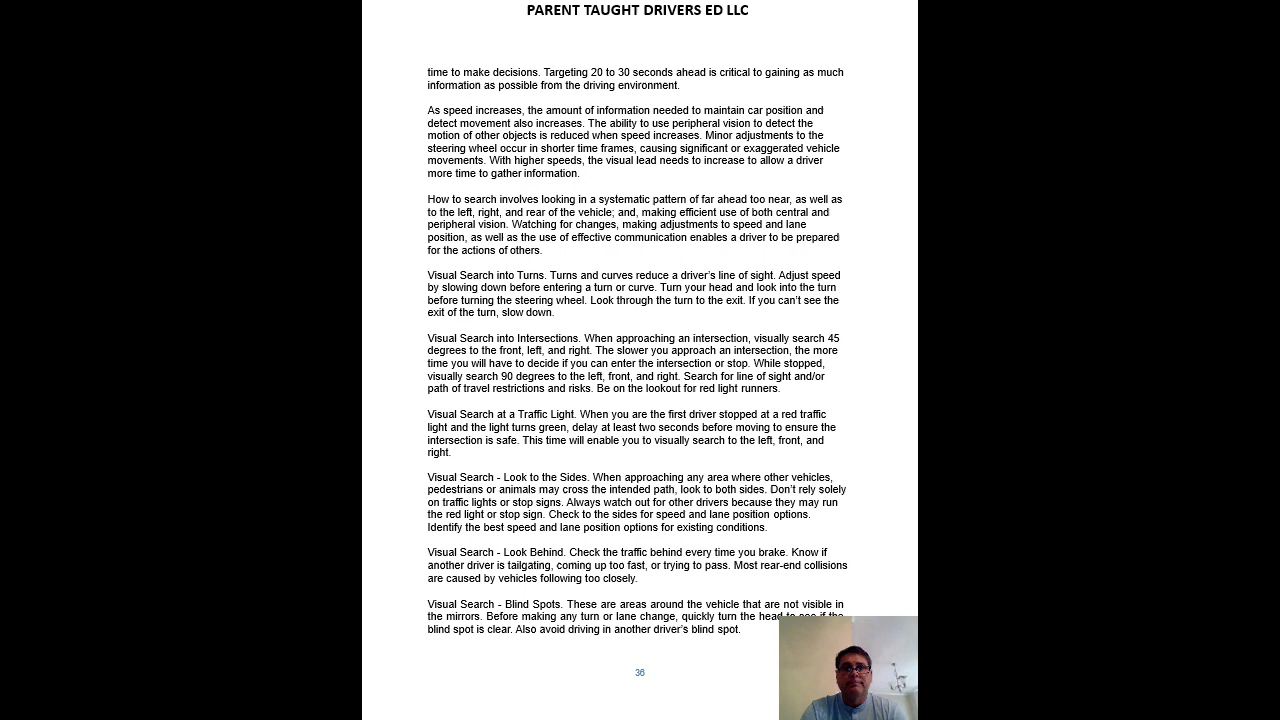 PARENT TAUGHT DRIVERS ED LLC
time to make decisions. Targeting 20 to 30 seconds ahead is critical to gaining as much
information as possible from the driving environment.
As speed increases, the amount of information needed to maintain car position and
detect movement also increases. The ability to use peripheral vision to detect the
motion of other objects is reduced when speed increases. Minor adjustments to the
steering wheel occur in shorter time frames, causing significant or exaggerated vehicle
movements. With higher speeds, the visual lead needs to increase to allow a driver
more time to gather information.
How to search involves looking in a systematic pattern of far ahead too near, as well as
to the left, right, and rear of the vehicle; and, making efficient use of both central and
peripheral vision. Watching for changes, making adjustments to speed and lane
position, as well as the use of effective communication enables a driver to be prepared
for the actions of others.
Visual Search into Turns. Turns and curves reduce a driver's line of sight. Adjust speed
by slowing down before entering a turn or curve. Turn your head and look into the turn
before turning the steering wheel. Look through the turn to the exit. If you can't see the
exit of the turn, slow down.
Visual Search into Intersections. When approaching an intersection, visually search 45
degrees to the front, left, and right. The slower you approach an intersection, the more
time you will have to decide if you can enter the intersection or stop. While stopped,
visually search 90 degrees to the left, front, and right. Search for line of sight and/or
path of travel restrictions and risks. Be on the lookout for red light runners.
Visual Search at a Traffic Light. When you are the first driver stopped at a red traffic
light and the light turns green, delay at least two seconds before moving to ensure the
intersection is safe. This time will enable you to visually search to the left, front, and
right.
Visual Search - Look to the Sides. When approaching any area where other vehicles,
pedestrians or animals may cross the intended path, look to both sides. Don't rely solely
on traffic lights or stop signs. Always watch out for other drivers because they may run
the red light or stop sign. Check to the sides for speed and lane position options.
Identify the best speed and lane position options for existing conditions.
Visual Search - Look Behind. Check the traffic behind every time you brake. Know if
another driver is tailgating, coming up too fast, or trying to pass. Most rear-end collisions
are caused by vehicles following too closely.
Visual Search - Blind Spots. These are areas around the vehicle that are not visible in
the mirrors. Before making any turn or lane change, quickly turn the head to see if the
blind spot is clear. Also avoid driving in another driver's blind spot.
36